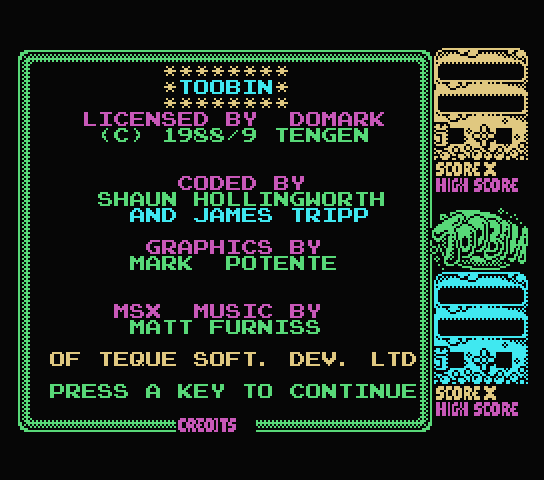 ********
*TOOBIN*
********
LICENSED BY  DOMARK
(C) 1988/9 TENGEN
CODED BY
SHAUN HOLLINGWORTH
AND JAMES TRIPP
GRAPHICS BY
MARK  POTENTE
MSX  MUSIC BY
MATT FURNISS
OF TEQUE SOFT. DEV. LTD
PRESS A KEY TO CONTINUE
CREDITS
SCORE X
HIGH SCORE
TOOBIN
SCORE X
HIGH SCORE